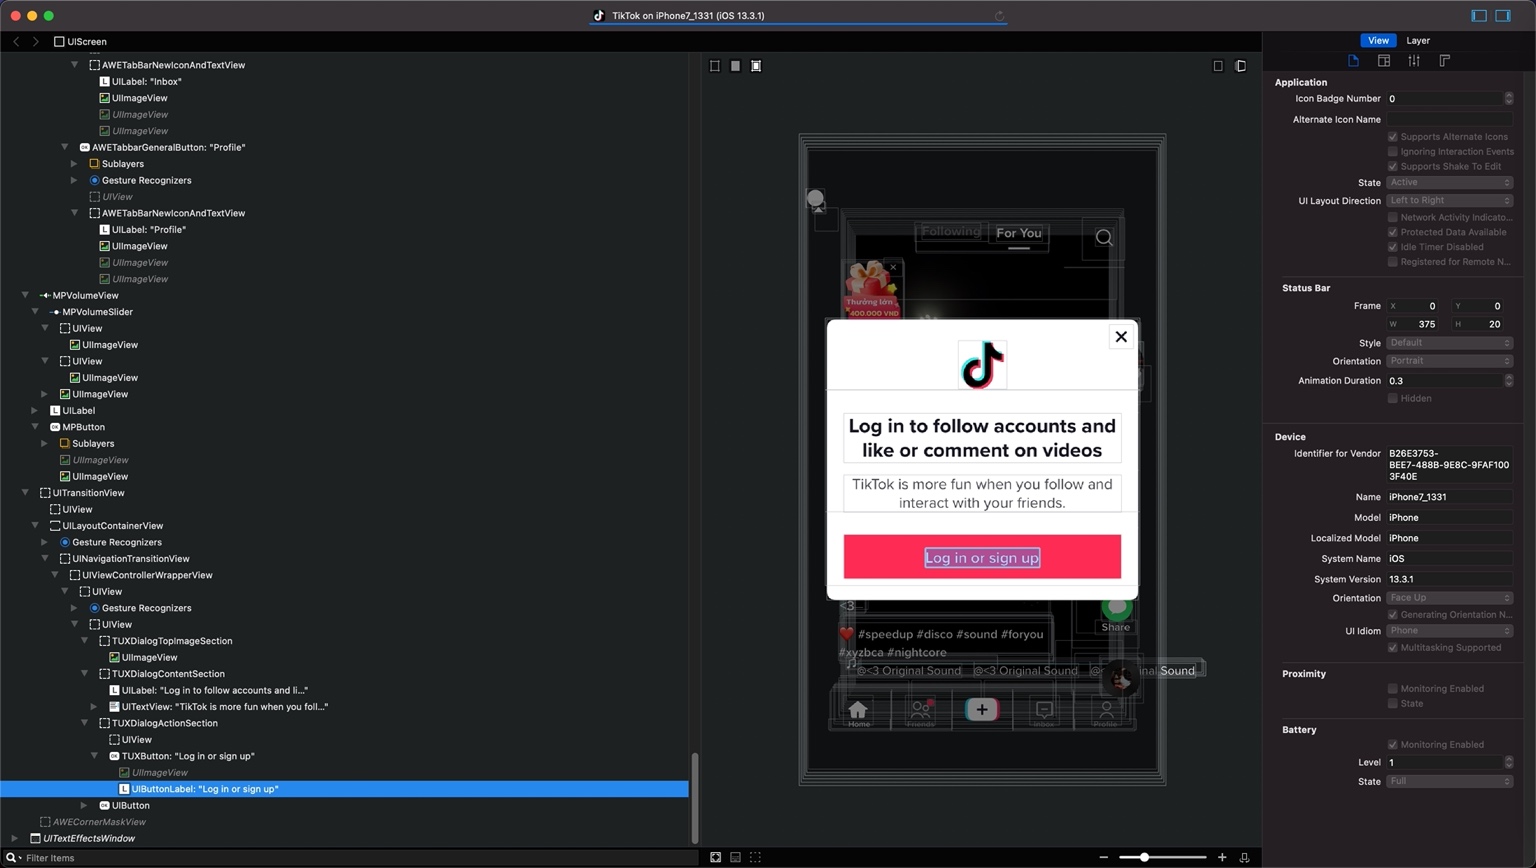 TikTok on iPhone7_1331 (iOS 13.3.1)
UIScreen
AWETabBarNewIconAndTextView
UILabel: "Inbox"
UIImageView
UIImageView
UIImageView
AWETabbarGeneralButton: "Profile"
Sublayers
Gesture Recognizers
UIView
AWETabBarNewIconAndTextView
UILabel: "Profile"
UIImageView
UIImageView
UIImageView
MPVolumeView
MPVolumeSlider
UIView
UIImageView
UIView
UIImageView
UIImageView
UILabel
MPButton
Sublayers
UIImageView
UIImageView
UITransitionView
UIView
UILayoutContainerView
Gesture Recognizers
UINavigationTransitionView
UIViewControllerWrapperView
UIView
Gesture Recognizers
UIView
TUXDialogTopImageSection
UIImageView
TUXDialogContentSection
UILabel: "Log in to follow accounts and li..."
UITextView: "TikTok is more fun when you foll..."
TUXDialogActionSection
UIView
TUXButton: "Log in or sign up"
UIImageView
UIButtonLabel: "Log in or sign up"
UIButton
AWECornerMaskView
UITextEffectsWindow
Filter Items
Following
For You
Thưởng lớn
400.000 VND
Log in to follow accounts and
like or comment on videos
TikTok is more fun when you follow and
interact with your friends.
Log in or sign up
<3
Share
❤️ #speedup #disco #sound #foryou
#xyzbca #nightcore
@<3 Original Sound
@<3 Original Sound
Sound
Home
Friends
Inbox
Profile
View
Layer
Application
Icon Badge Number 0
Alternate Icon Name
Supports Alternate Icons
Ignoring Interaction Events
Supports Shake To Edit
State Active
UI Layout Direction Left to Right
Network Activity Indicato...
Protected Data Available
Idle Timer Disabled
Registered for Remote N...
Status Bar
Frame X 0 Y 0
W 375 H 20
Style Default
Orientation Portrait
Animation Duration 0.3
Hidden
Device
Identifier for Vendor B26E3753-
BEE7-488B-9E8C-9FAF100
3F40E
Name iPhone7_1331
Model iPhone
Localized Model iPhone
System Name iOS
System Version 13.3.1
Orientation Face Up
Generating Orientation N...
UI Idiom Phone
Multitasking Supported
Proximity
Monitoring Enabled
State
Battery
Monitoring Enabled
Level 1
State Full